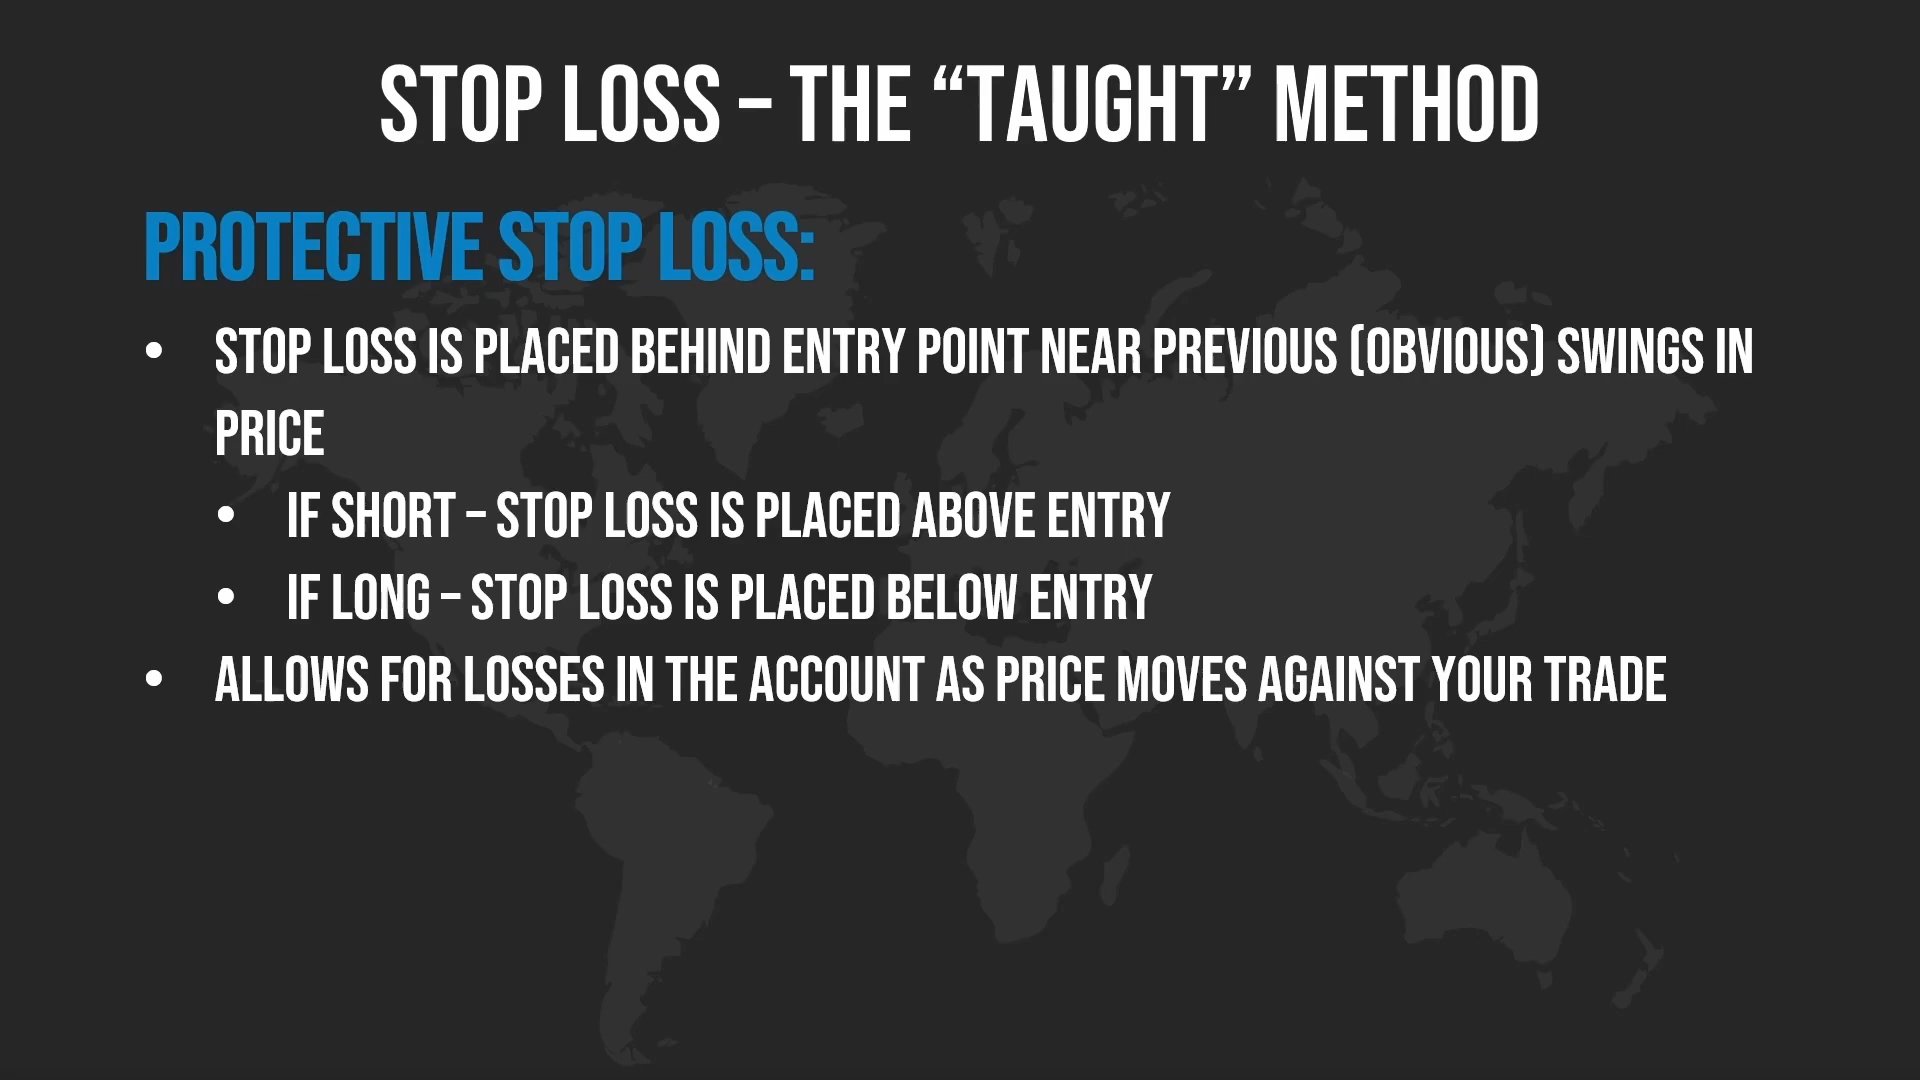 STOP LOSS – THE “TAUGHT” METHOD
PROTECTIVE STOP LOSS:
• STOP LOSS IS PLACED BEHIND ENTRY POINT NEAR PREVIOUS (OBVIOUS) SWINGS IN
PRICE
• IF SHORT – STOP LOSS IS PLACED ABOVE ENTRY
• IF LONG – STOP LOSS IS PLACED BELOW ENTRY
• ALLOWS FOR LOSSES IN THE ACCOUNT AS PRICE MOVES AGAINST YOUR TRADE